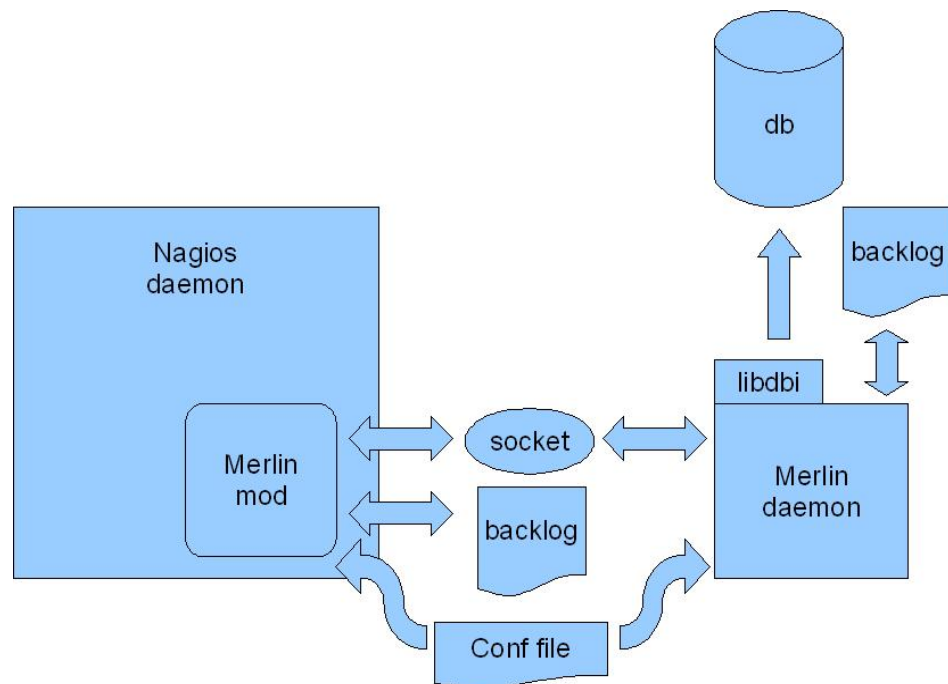 db
Nagios
daemon
backlog
libdbi
socket
Merlin
mod
Merlin
daemon
backlog
Conf file